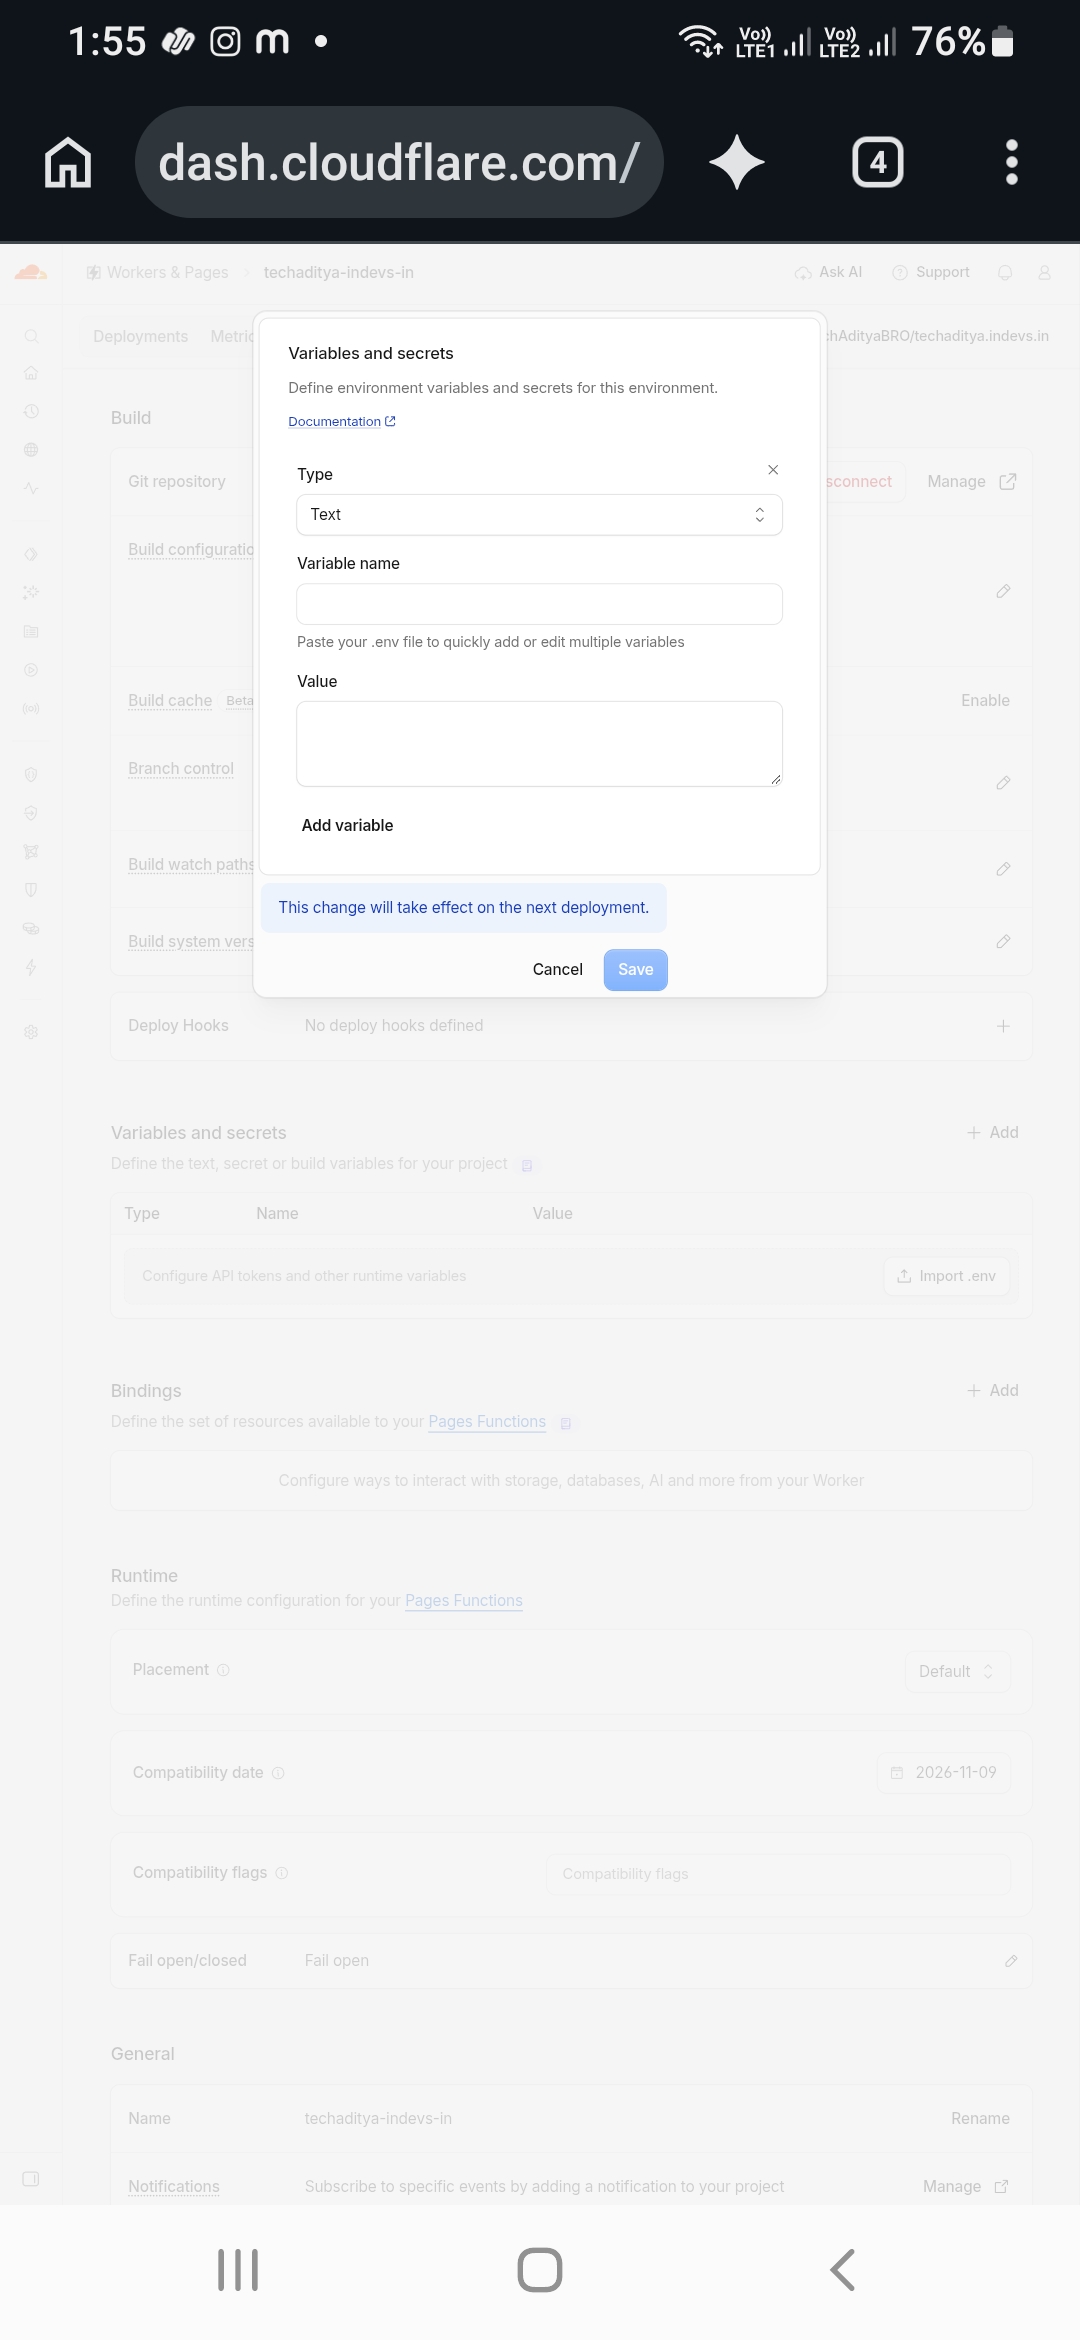 1:55
Vo)) LTE1
Vo)) LTE2
76%
dash.cloudflare.com/
4
Workers & Pages
techaditya-indevs-in
Ask AI
Support
Deployments
Metric
chAdityaBRO/techaditya.indevs.in
Variables and secrets
Define environment variables and secrets for this environment.
Documentation
Type
Text
Variable name
Paste your .env file to quickly add or edit multiple variables
Value
Add variable
This change will take effect on the next deployment.
Cancel
Save
Build
Git repository
sconnect
Manage
Build configuratio
Build cache
Beta
Enable
Branch control
Build watch paths
Build system vers
Deploy Hooks
No deploy hooks defined
Variables and secrets
Add
Define the text, secret or build variables for your project
Type
Name
Value
Configure API tokens and other runtime variables
Import .env
Bindings
Add
Define the set of resources available to your Pages Functions
Configure ways to interact with storage, databases, AI and more from your Worker
Runtime
Define the runtime configuration for your Pages Functions
Placement
Default
Compatibility date
2026-11-09
Compatibility flags
Compatibility flags
Fail open/closed
Fail open
General
Name
techaditya-indevs-in
Rename
Notifications
Subscribe to specific events by adding a notification to your project
Manage